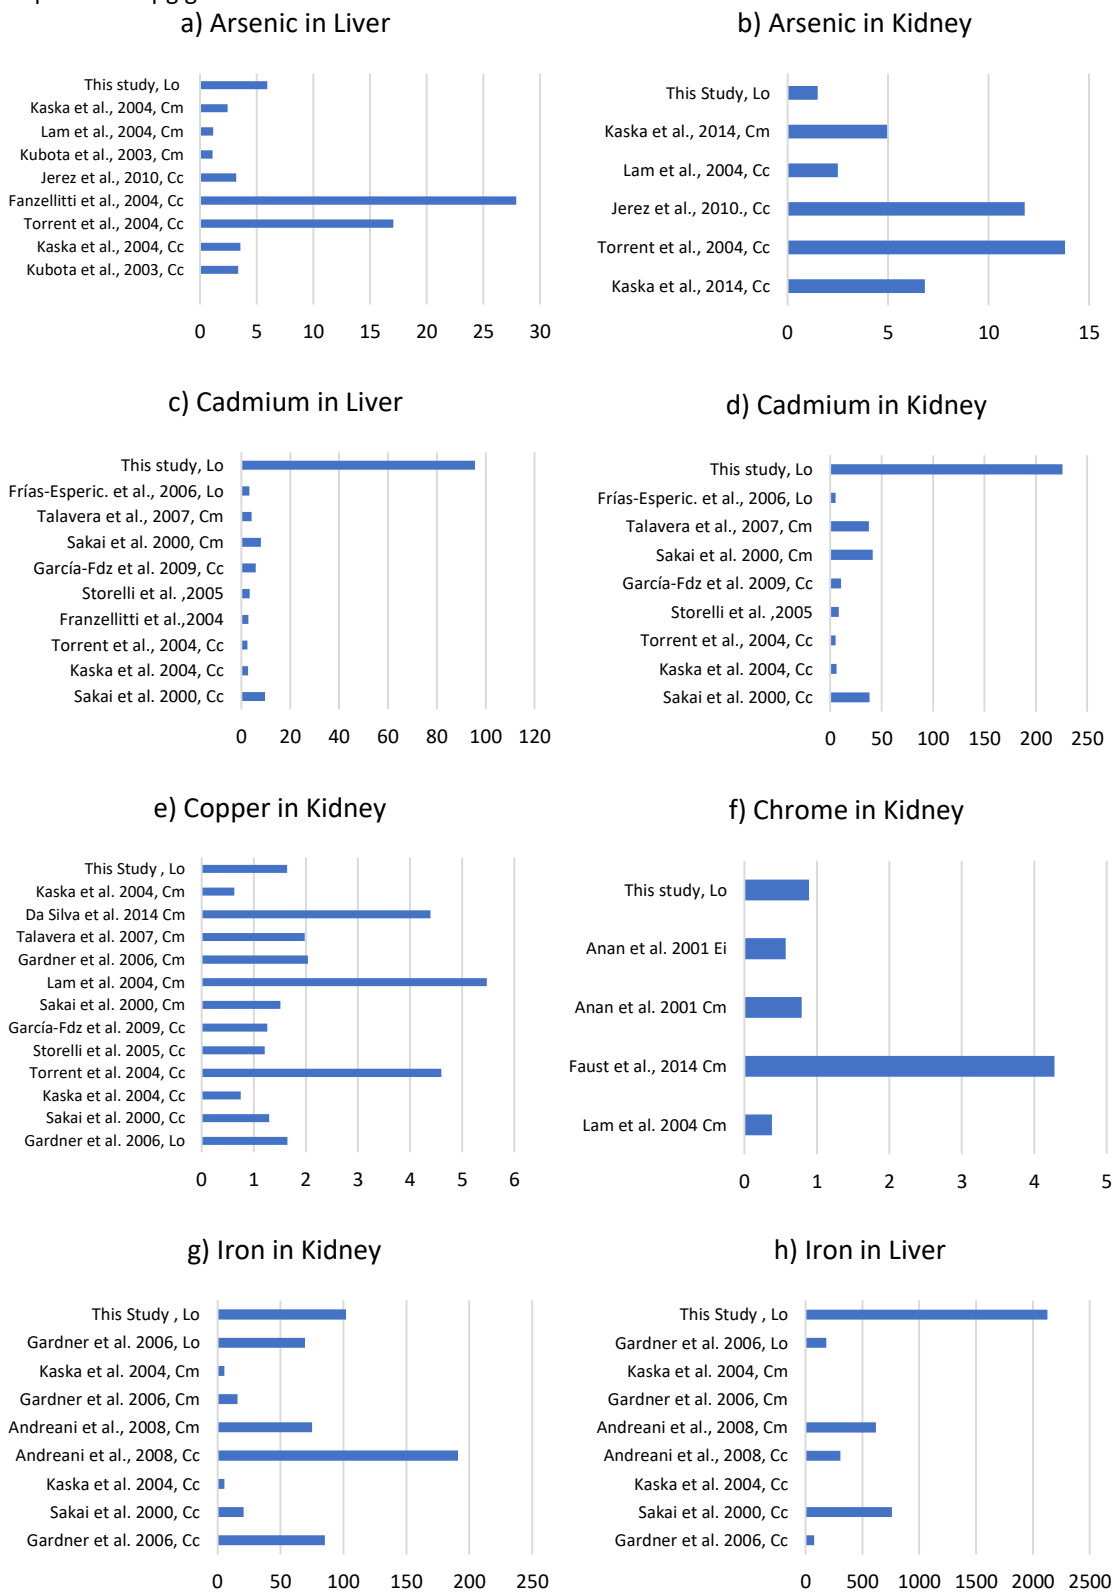 a) Arsenic in Liver
This study, Lo
Kaska et al., 2004, Cm
Lam et al., 2004, Cm
Kubota et al., 2003, Cm
Jerez et al., 2010, Cc
Fanzellitti et al., 2004, Cc
Torrent et al., 2004, Cc
Kaska et al., 2004, Cc
Kubota et al., 2003, Cc
0 5 10 15 20 25 30
b) Arsenic in Kidney
This Study, Lo
Kaska et al., 2014, Cm
Lam et al., 2004, Cc
Jerez et al., 2010., Cc
Torrent et al., 2004, Cc
Kaska et al., 2014, Cc
0 5 10 15
c) Cadmium in Liver
This study, Lo
Frías-Esperic. et al., 2006, Lo
Talavera et al., 2007, Cm
Sakai et al. 2000, Cm
García-Fdz et al. 2009, Cc
Storelli et al. ,2005
Franzellitti et al.,2004
Torrent et al., 2004, Cc
Kaska et al. 2004, Cc
Sakai et al. 2000, Cc
0 20 40 60 80 100 120
d) Cadmium in Kidney
This study, Lo
Frías-Esperic. et al., 2006, Lo
Talavera et al., 2007, Cm
Sakai et al. 2000, Cm
García-Fdz et al. 2009, Cc
Storelli et al. ,2005
Torrent et al., 2004, Cc
Kaska et al. 2004, Cc
Sakai et al. 2000, Cc
0 50 100 150 200 250
e) Copper in Kidney
This Study , Lo
Kaska et al. 2004, Cm
Da Silva et al. 2014 Cm
Talavera et al. 2007, Cm
Gardner et al. 2006, Cm
Lam et al. 2004, Cm
Sakai et al. 2000, Cm
García-Fdz et al. 2009, Cc
Storelli et al. 2005, Cc
Torrent et al. 2004, Cc
Kaska et al. 2004, Cc
Sakai et al. 2000, Cc
Gardner et al. 2006, Lo
0 1 2 3 4 5 6
f) Chrome in Kidney
This study, Lo
Anan et al. 2001 Ei
Anan et al. 2001 Cm
Faust et al., 2014 Cm
Lam et al. 2004 Cm
0 1 2 3 4 5
g) Iron in Kidney
This Study , Lo
Gardner et al. 2006, Lo
Kaska et al. 2004, Cm
Gardner et al. 2006, Cm
Andreani et al., 2008, Cm
Andreani et al., 2008, Cc
Kaska et al. 2004, Cc
Sakai et al. 2000, Cc
Gardner et al. 2006, Cc
0 50 100 150 200 250
h) Iron in Liver
This Study , Lo
Gardner et al. 2006, Lo
Kaska et al. 2004, Cm
Gardner et al. 2006, Cm
Andreani et al., 2008, Cm
Andreani et al., 2008, Cc
Kaska et al. 2004, Cc
Sakai et al. 2000, Cc
Gardner et al. 2006, Cc
0 500 1000 1500 2000 2500